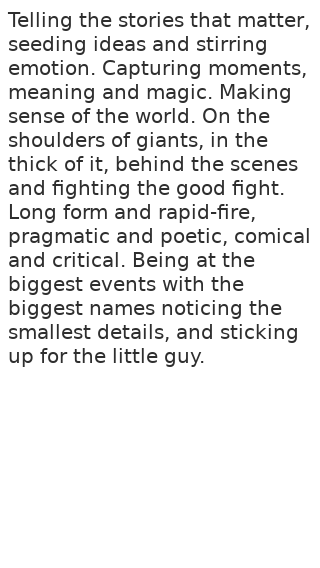 Telling the stories that matter,
seeding ideas and stirring
emotion. Capturing moments,
meaning and magic. Making
sense of the world. On the
shoulders of giants, in the
thick of it, behind the scenes
and fighting the good fight.
Long form and rapid-fire,
pragmatic and poetic, comical
and critical. Being at the
biggest events with the
biggest names noticing the
smallest details, and sticking
up for the little guy.